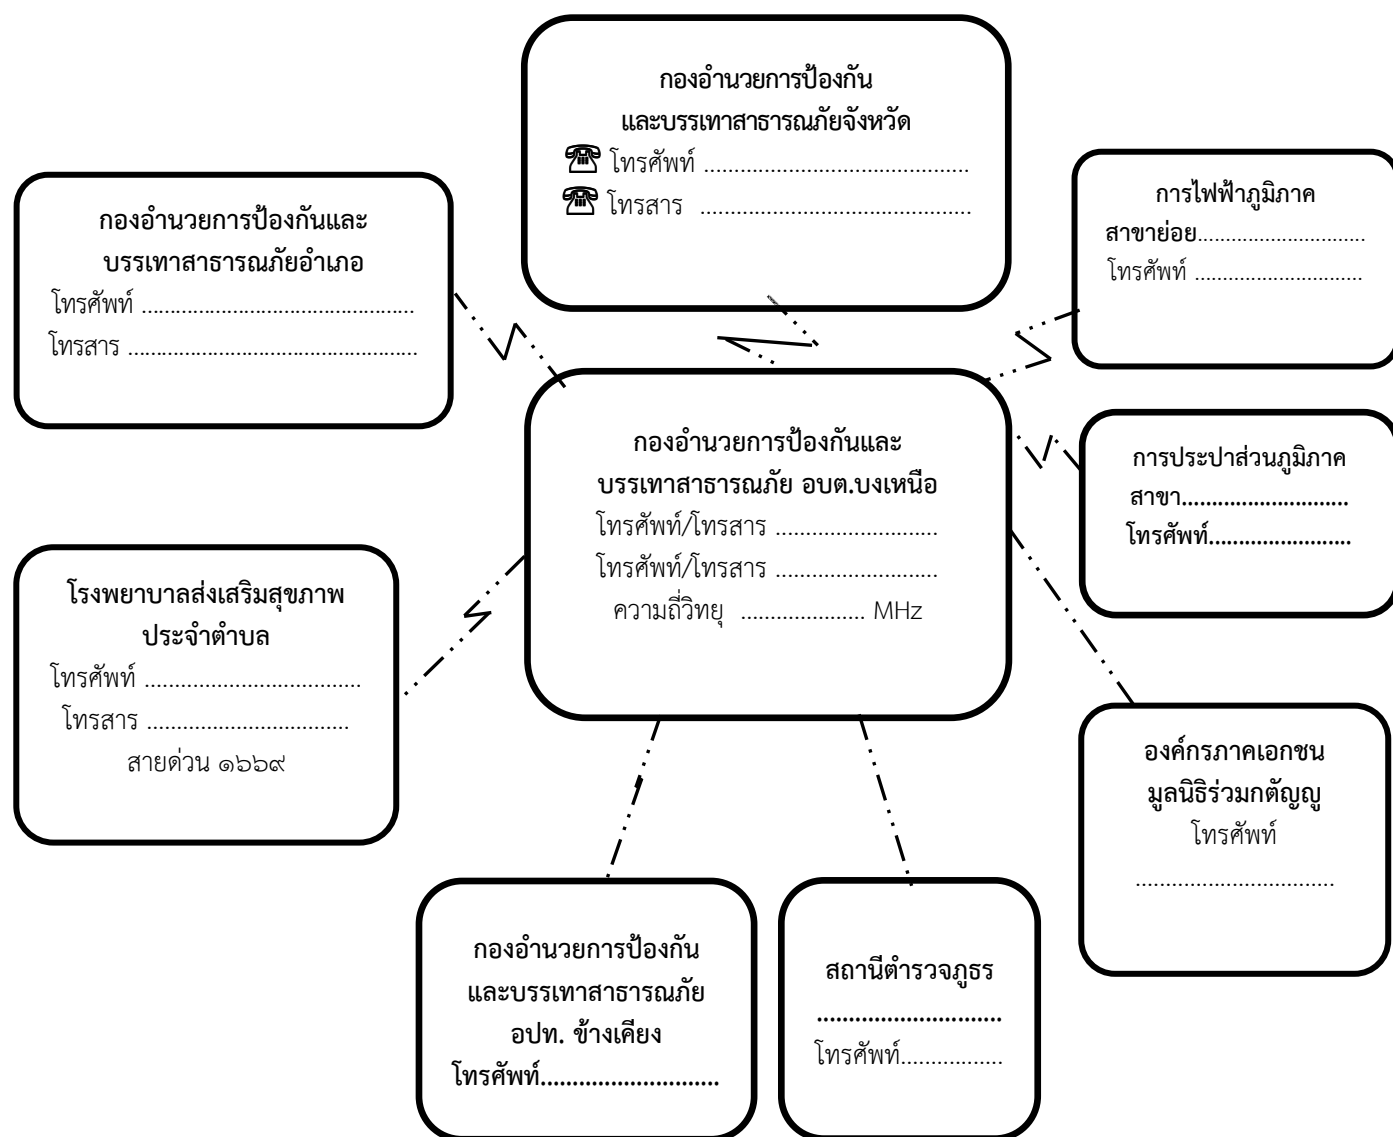 กองอำนวยการป้องกัน
และบรรเทาสาธารณภัยจังหวัด
☎ โทรศัพท์ .............................................
☎ โทรสาร ..............................................
กองอำนวยการป้องกันและ
บรรเทาสาธารณภัยอำเภอ
โทรศัพท์ ..............................................
โทรสาร .................................................
การไฟฟ้าภูมิภาค
สาขาย่อย.............................
โทรศัพท์ .............................
กองอำนวยการป้องกันและ
บรรเทาสาธารณภัย อบต.บงเหนือ
โทรศัพท์/โทรสาร ...........................
โทรศัพท์/โทรสาร ...........................
ความถี่วิทยุ ..................... MHz
การประปาส่วนภูมิภาค
สาขา..........................
โทรศัพท์......................
โรงพยาบาลส่งเสริมสุขภาพ
ประจำตำบล
โทรศัพท์ ....................................
โทรสาร ..................................
สายด่วน ๑๖๖๙
องค์กรภาคเอกชน
มูลนิธิร่วมกตัญญู
โทรศัพท์
.................................
กองอำนวยการป้องกัน
และบรรเทาสาธารณภัย
อปท. ข้างเคียง
โทรศัพท์............................
สถานีตำรวจภูธร
.............................
โทรศัพท์.................